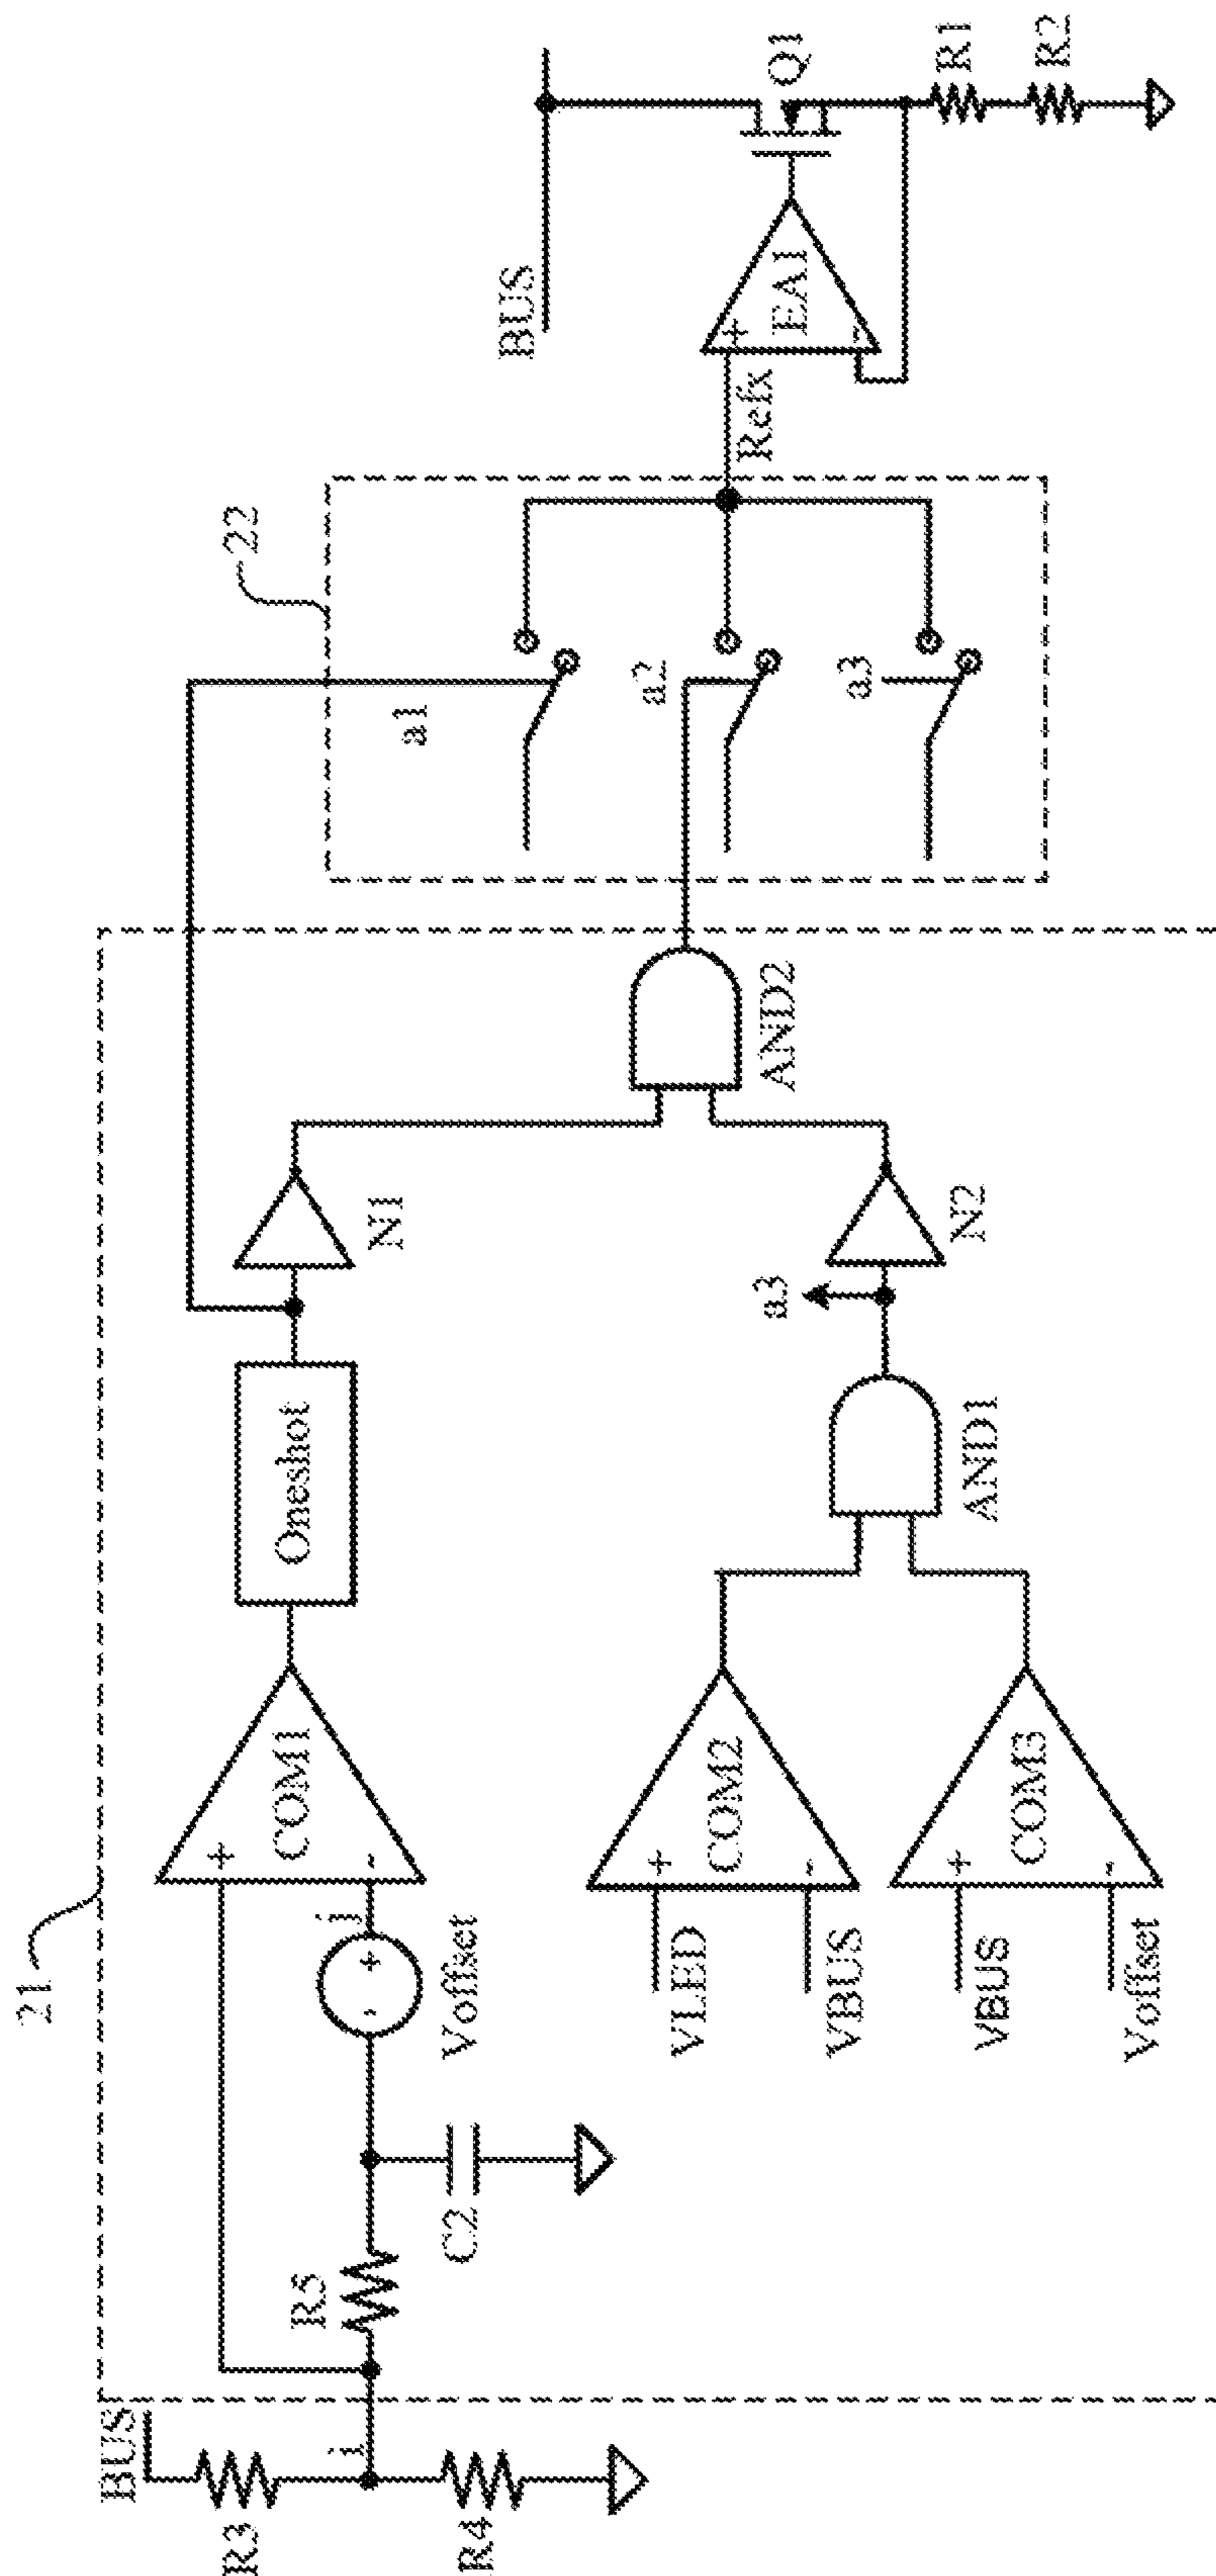 21
BUS
R3
i
R4
R5
C2
Voffset
-
+
j
+
-
COM1
Oneshot
N1
VLED
VBUS
+
-
COM2
VBUS
Voffset
+
-
COM3
AND1
a3
N2
AND2
22
a1
a2
a3
Refx
BUS
+
-
EA1
Q1
R1
R2